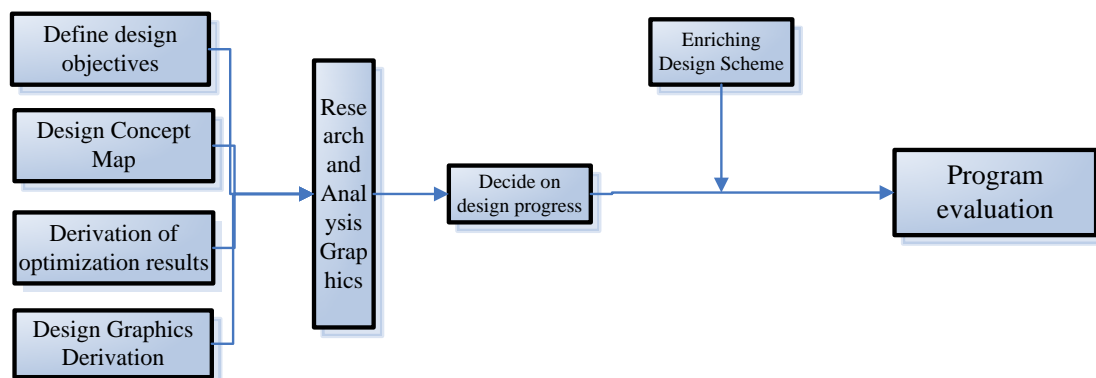 Define design
objectives
Design Concept
Map
Derivation of
optimization results
Design Graphics
Derivation
Rese
arch
and
Anal
ysis
Grap
hics
Decide on
design progress
Enriching
Design Scheme
Program
evaluation